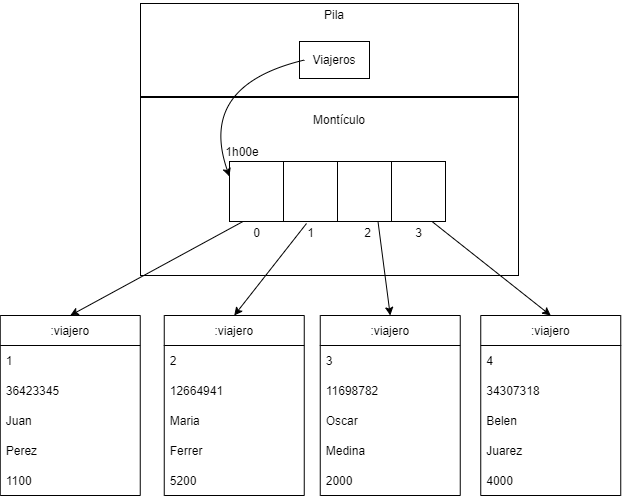 Pila
Viajeros
Montículo
1h00e
0 1 2 3
:viajero
1
36423345
Juan
Perez
1100
:viajero
2
12664941
Maria
Ferrer
5200
:viajero
3
11698782
Oscar
Medina
2000
:viajero
4
34307318
Belen
Juarez
4000